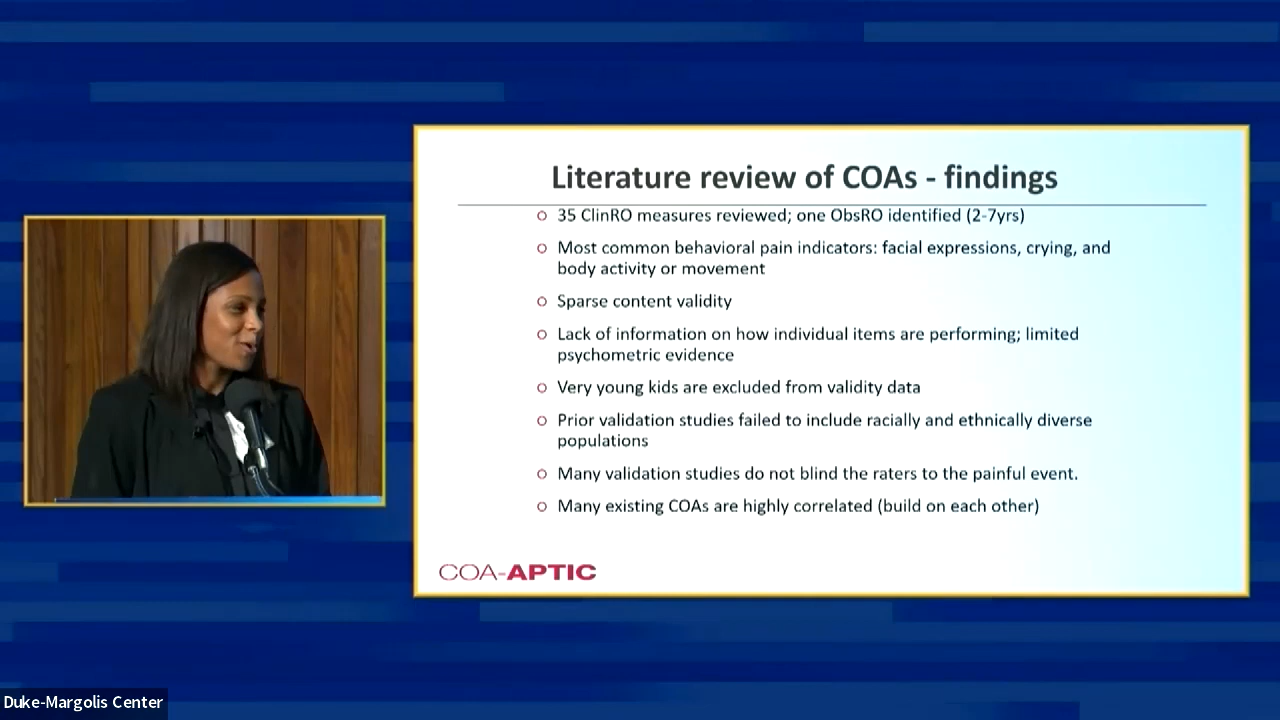 Literature review of COAs - findings
35 ClinRO measures reviewed; one ObsRO identified (2-7yrs)
Most common behavioral pain indicators: facial expressions, crying, and
body activity or movement
Sparse content validity
Lack of information on how individual items are performing; limited
psychometric evidence
Very young kids are excluded from validity data
Prior validation studies failed to include racially and ethnically diverse
populations
Many validation studies do not blind the raters to the painful event.
Many existing COAs are highly correlated (build on each other)
COA-APTIC
Duke-Margolis Center